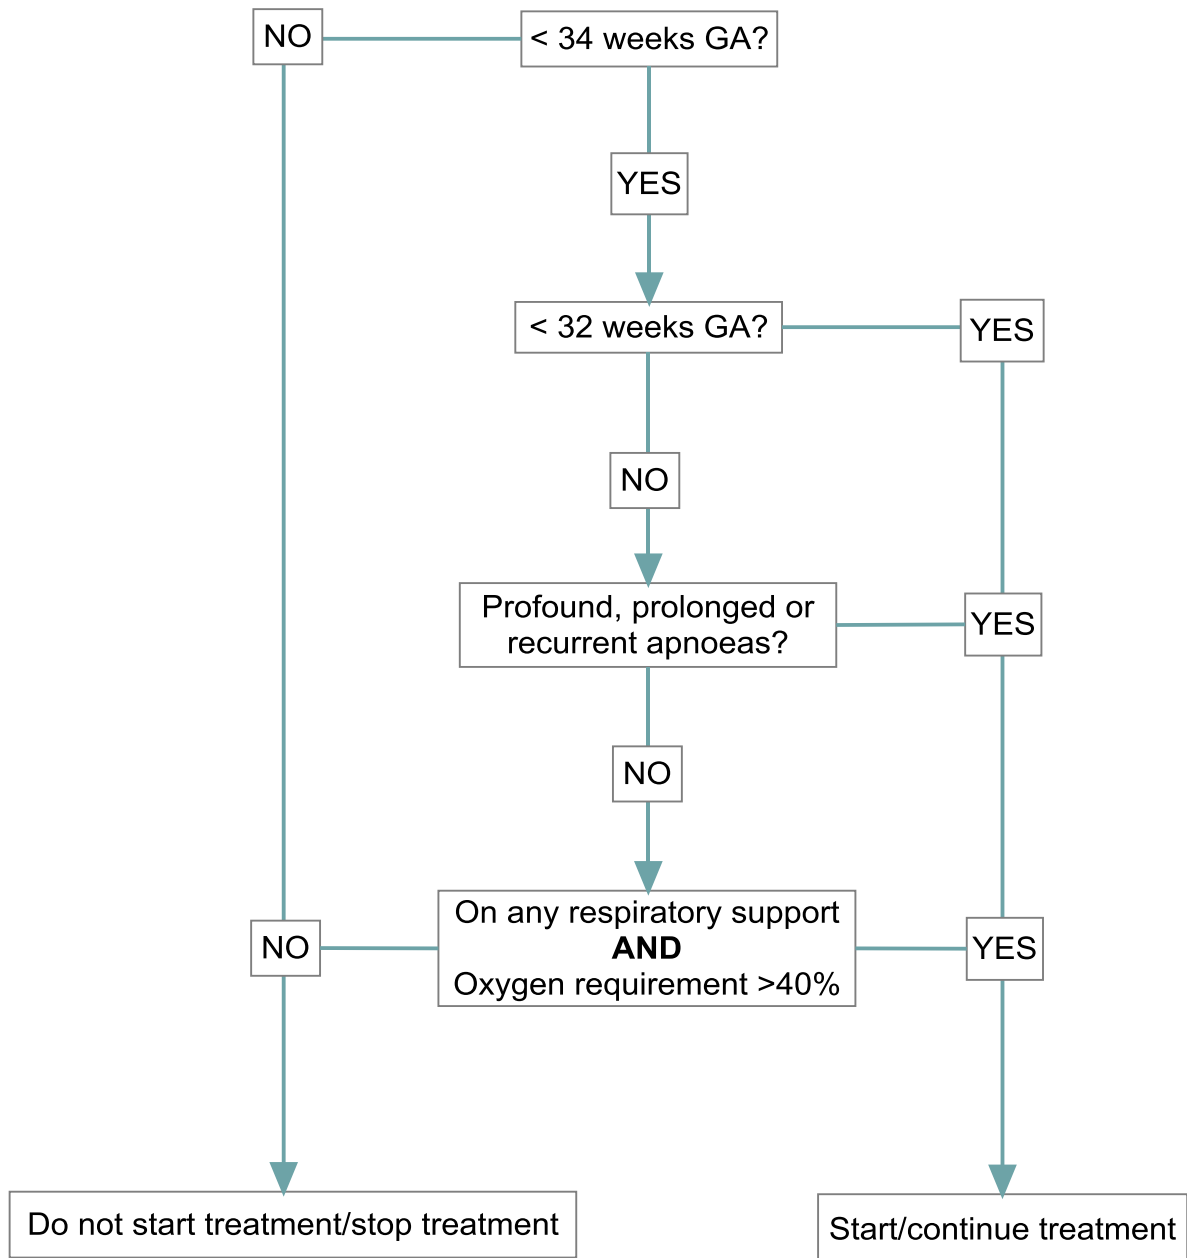 NO
< 34 weeks GA?
YES
< 32 weeks GA?
YES
NO
Profound, prolonged or
recurrent apnoeas?
YES
NO
On any respiratory support
AND
Oxygen requirement >40%
NO
YES
Do not start treatment/stop treatment
Start/continue treatment